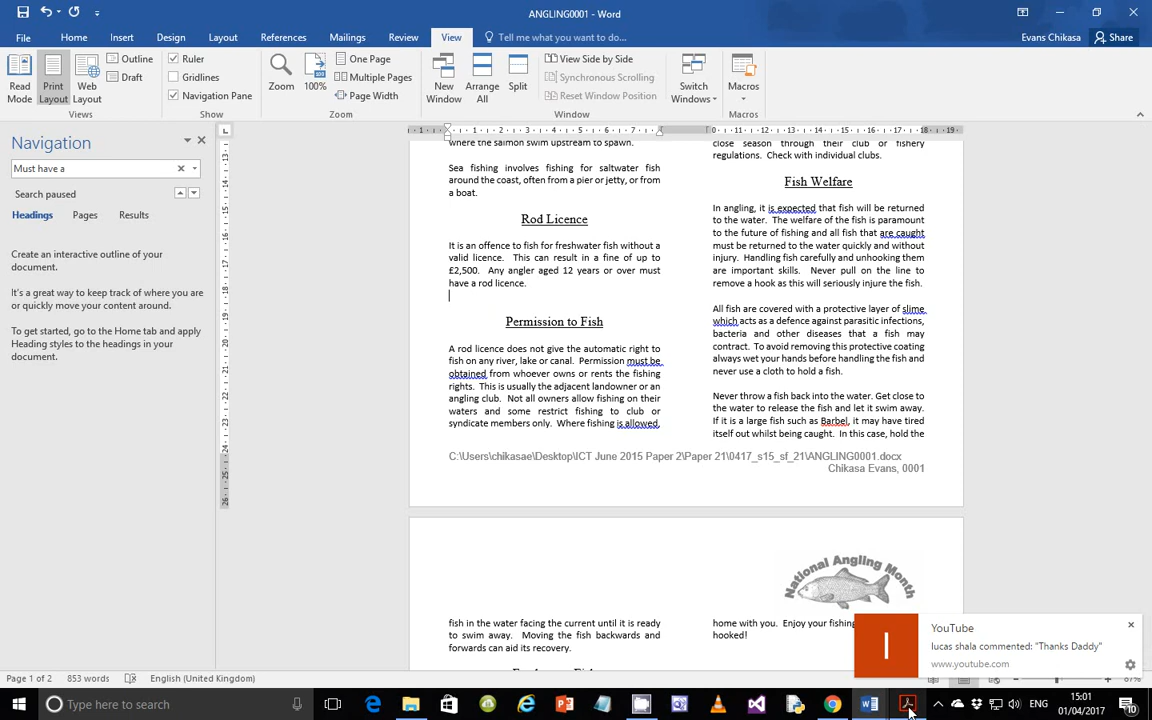 ANGLING0001 - Word
File Home Insert Design Layout References Mailings Review View Tell me what you want to do... Evans Chikasa Share
Read Mode
Print Layout
Web Layout
Outline
Draft
Views
Ruler
Gridlines
Navigation Pane
Show
Zoom
100%
One Page
Multiple Pages
Page Width
Zoom
New Window
Arrange All
Split
View Side by Side
Synchronous Scrolling
Reset Window Position
Window
Switch Windows
Macros
Macros
Navigation
Must have a
Search paused
Headings Pages Results
Create an interactive outline of your
document.
It's a great way to keep track of where you are
or quickly move your content around.
To get started, go to the Home tab and apply
Heading styles to the headings in your
document.
where the salmon swim upstream to spawn.
Sea fishing involves fishing for saltwater fish
around the coast, often from a pier or jetty, or from
a boat.
Rod Licence
It is an offence to fish for freshwater fish without a
valid licence. This can result in a fine of up to
£2,500. Any angler aged 12 years or over must
have a rod licence.
Permission to Fish
A rod licence does not give the automatic right to
fish on any river, lake or canal. Permission must be
obtained from whoever owns or rents the fishing
rights. This is usually the adjacent landowner or an
angling club. Not all owners allow fishing on their
waters and some restrict fishing to club or
syndicate members only. Where fishing is allowed,
close season through their club or fishery
regulations. Check with individual clubs.
Fish Welfare
In angling, it is expected that fish will be returned
to the water. The welfare of the fish is paramount
to the future of fishing and all fish that are caught
must be returned to the water quickly and without
injury. Handling fish carefully and unhooking them
are important skills. Never pull on the line to
remove a hook as this will seriously injure the fish.
All fish are covered with a protective layer of slime
which acts as a defence against parasitic infections,
bacteria and other diseases that a fish may
contract. To avoid removing this protective coating
always wet your hands before handling the fish and
never use a cloth to hold a fish.
Never throw a fish back into the water. Get close to
the water to release the fish and let it swim away.
If it is a large fish such as Barbel, it may have tired
itself out whilst being caught. In this case, hold the
C:\Users\chikasae\Desktop\ICT June 2015 Paper 2\Paper 21\0417_s15_sf_21\ANGLING0001.docx
Chikasa Evans, 0001
National Angling Month
fish in the water facing the current until it is ready
to swim away. Moving the fish backwards and
forwards can aid its recovery.
home with you. Enjoy your fishing
hooked!
YouTube
lucas shala commented: "Thanks Daddy"
www.youtube.com
Page 1 of 2 853 words English (United Kingdom)
87%
Type here to search
ENG
15:01
01/04/2017
10